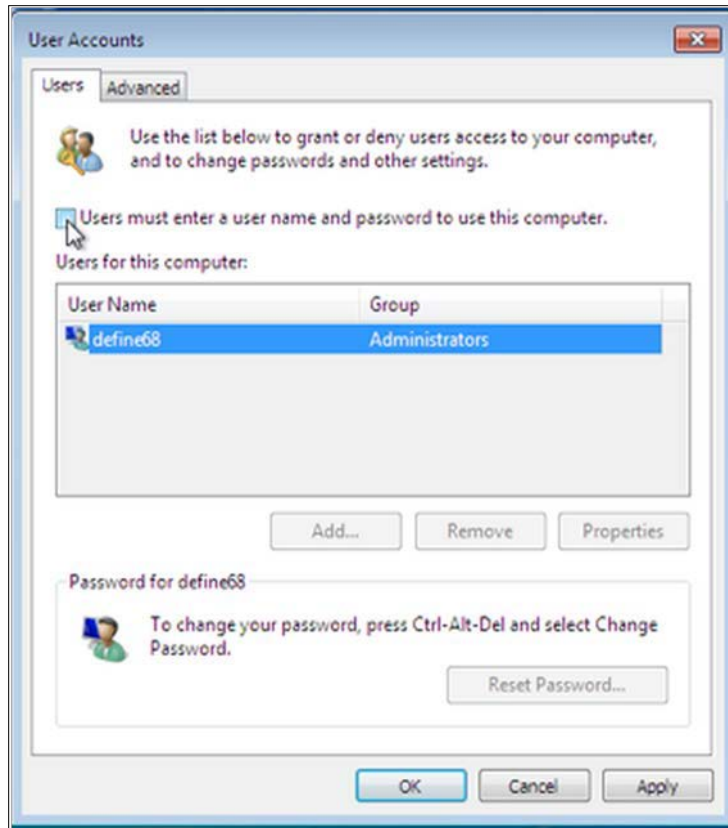 User Accounts
Users
Advanced
Use the list below to grant or deny users access to your computer,
and to change passwords and other settings.
Users must enter a user name and password to use this computer.
Users for this computer:
User Name
Group
define68
Administrators
Add...
Remove
Properties
Password for define68
To change your password, press Ctrl-Alt-Del and select Change
Password.
Reset Password...
OK
Cancel
Apply